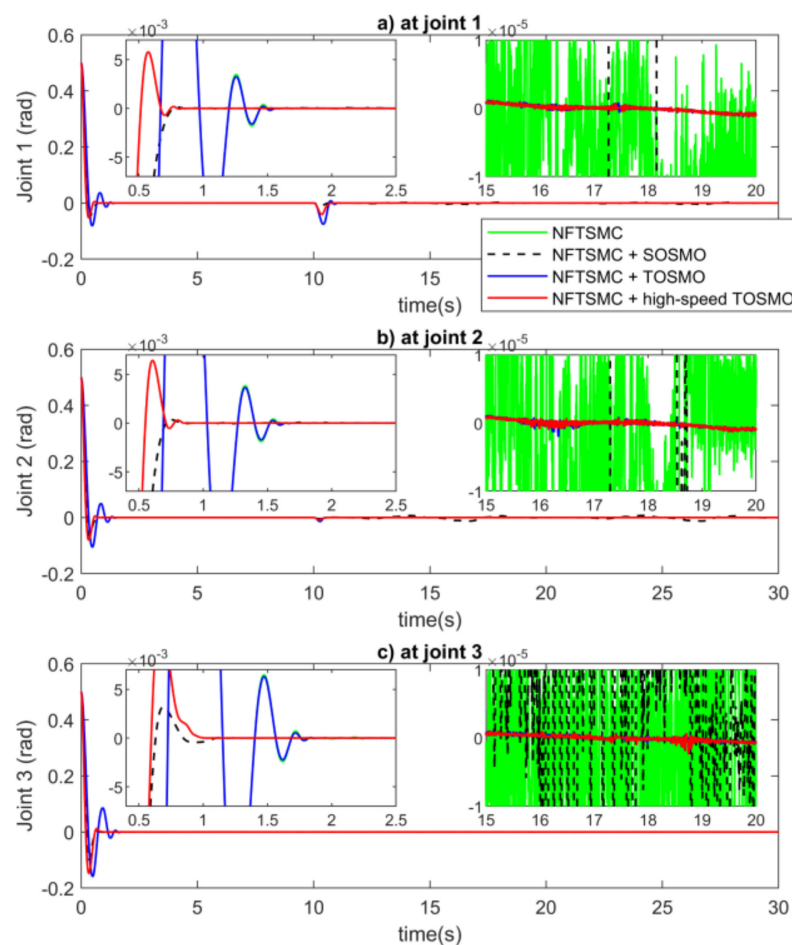 a) at joint 1
0.6
0.4
0.2
0
-0.2
Joint 1 (rad)
×10⁻³
5
0
-5
0.5 1 1.5 2 2.5
×10⁻⁵
1
0
-1
15 16 17 18 19 20
0 5 10 15
time(s)
NFTSMC
NFTSMC + SOSMO
NFTSMC + TOSMO
NFTSMC + high-speed TOSMO
b) at joint 2
0.6
0.4
0.2
0
-0.2
Joint 2 (rad)
×10⁻³
5
0
-5
0.5 1 1.5 2 2.5
×10⁻⁵
1
0
-1
15 16 17 18 19 20
0 5 10 15 20 25 30
time(s)
c) at joint 3
0.6
0.4
0.2
0
-0.2
Joint 3 (rad)
×10⁻³
5
0
-5
0.5 1 1.5 2 2.5
×10⁻⁵
1
0
-1
15 16 17 18 19 20
0 5 10 15 20 25 30
time(s)